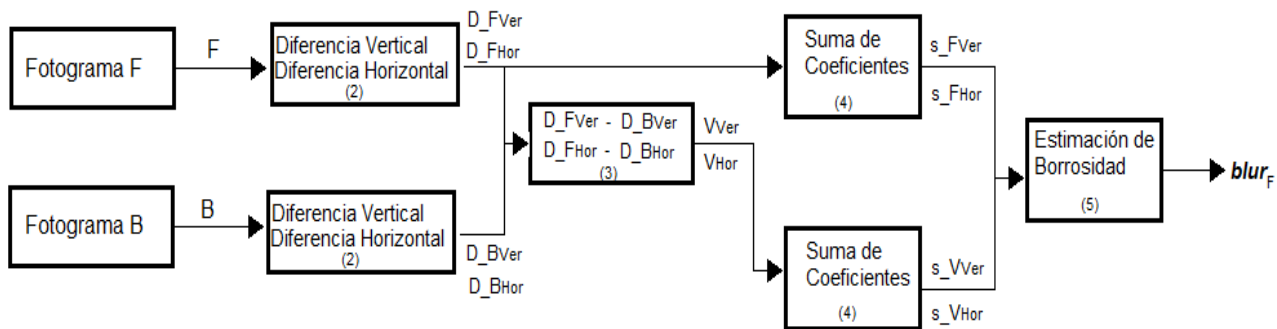 Fotograma F
F
Diferencia Vertical
Diferencia Horizontal
(2)
D_FVer
D_FHor
Suma de
Coeficientes
(4)
s_FVer
s_FHor
D_FVer - D_BVer
D_FHor - D_BHor
(3)
VVer
VHor
Estimación de
Borrosidad
(5)
blurF
Fotograma B
B
Diferencia Vertical
Diferencia Horizontal
(2)
D_BVer
D_BHor
Suma de
Coeficientes
(4)
s_VVer
s_VHor